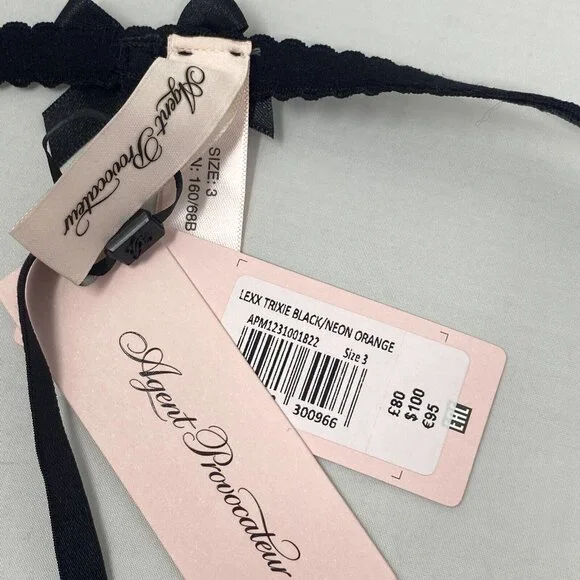 Agent Provocateur
SIZE: 3
N: 160/68B
LEXX TRIXIE BLACK/NEON ORANGE
APM1231001822
Size 3
300966
£80
$100
€95
Agent Provocateur